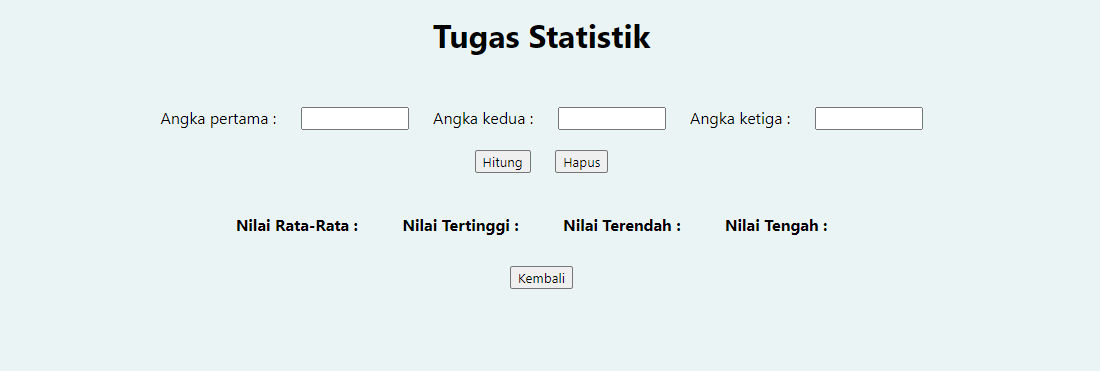 Tugas Statistik
Angka pertama : Angka kedua : Angka ketiga :
Hitung Hapus
Nilai Rata-Rata : Nilai Tertinggi : Nilai Terendah : Nilai Tengah :
Kembali